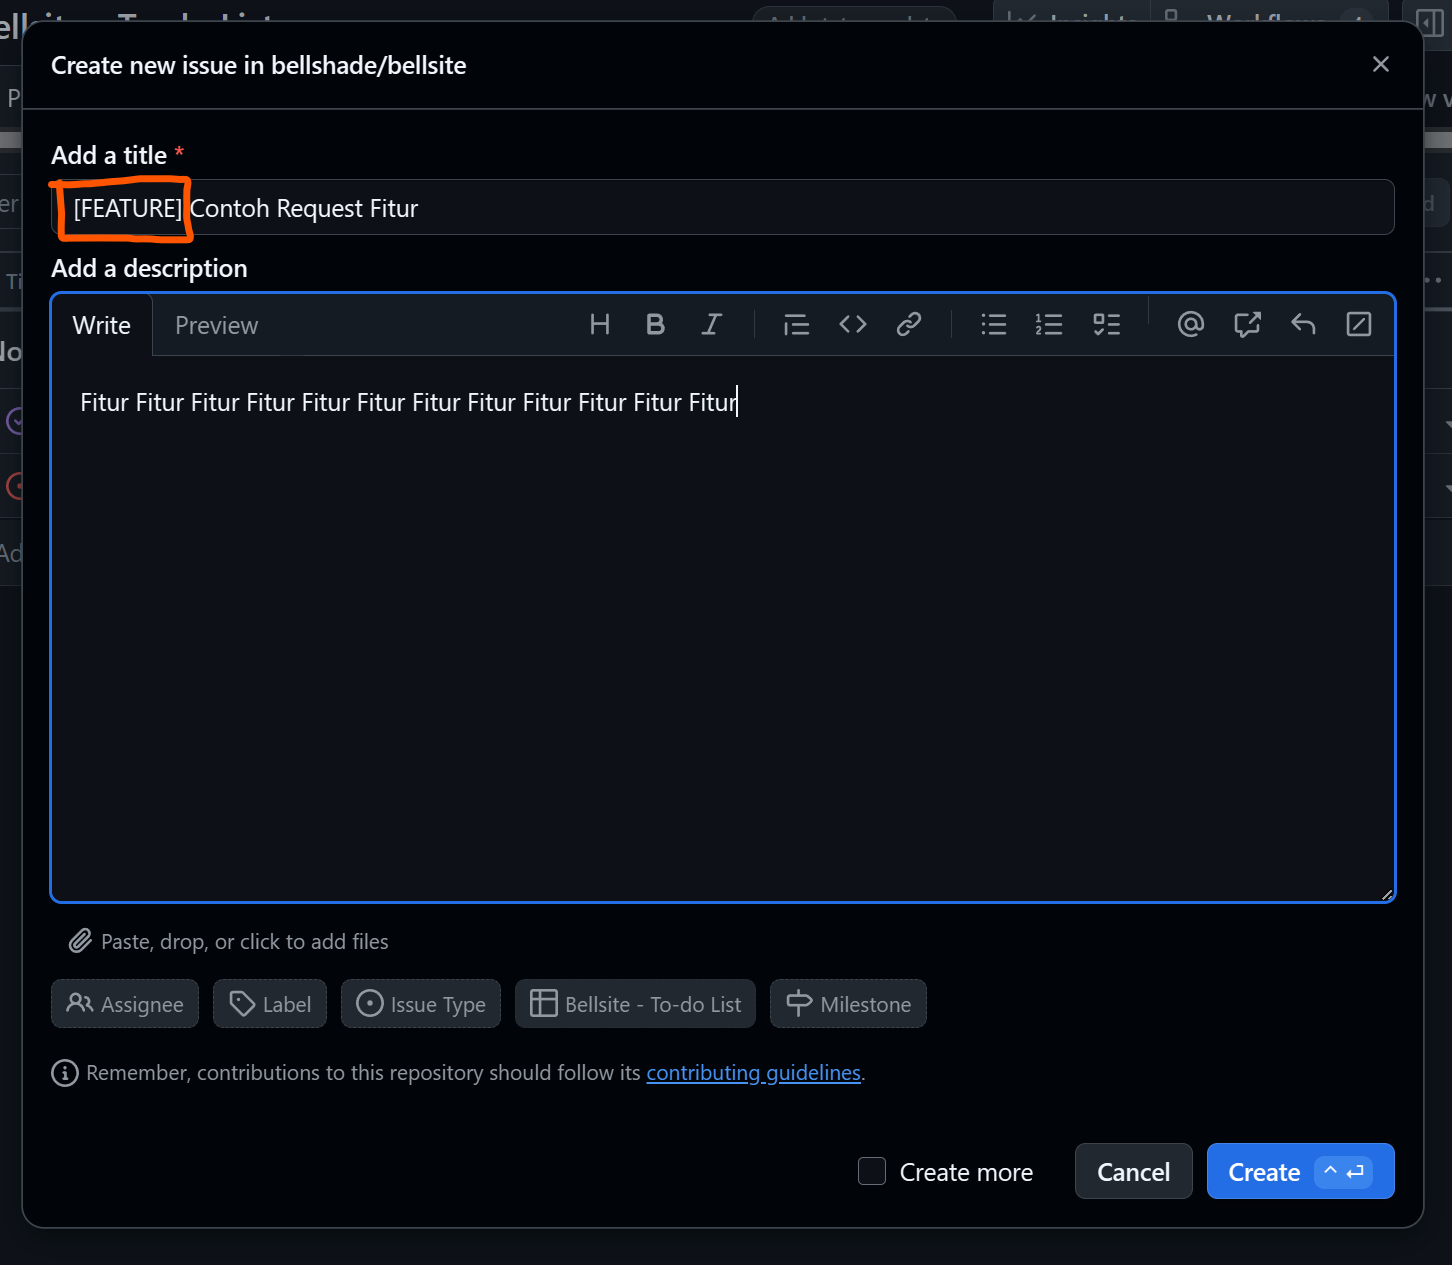 Create new issue in bellshade/bellsite
Add a title *
[FEATURE] Contoh Request Fitur
Add a description
Write Preview
Fitur Fitur Fitur Fitur Fitur Fitur Fitur Fitur Fitur Fitur Fitur Fitur
Paste, drop, or click to add files
Assignee Label Issue Type Bellsite - To-do List Milestone
Remember, contributions to this repository should follow its contributing guidelines.
Create more Cancel Create